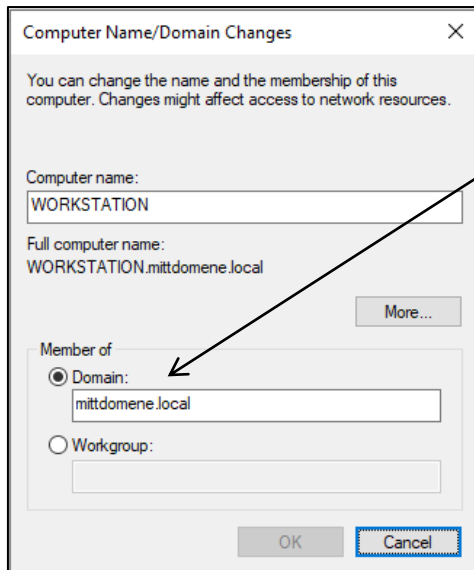 Computer Name/Domain Changes
You can change the name and the membership of this
computer. Changes might affect access to network resources.
Computer name:
WORKSTATION
Full computer name:
WORKSTATION.mittdomene.local
More...
Member of
Domain:
mittdomene.local
Workgroup:
OK Cancel